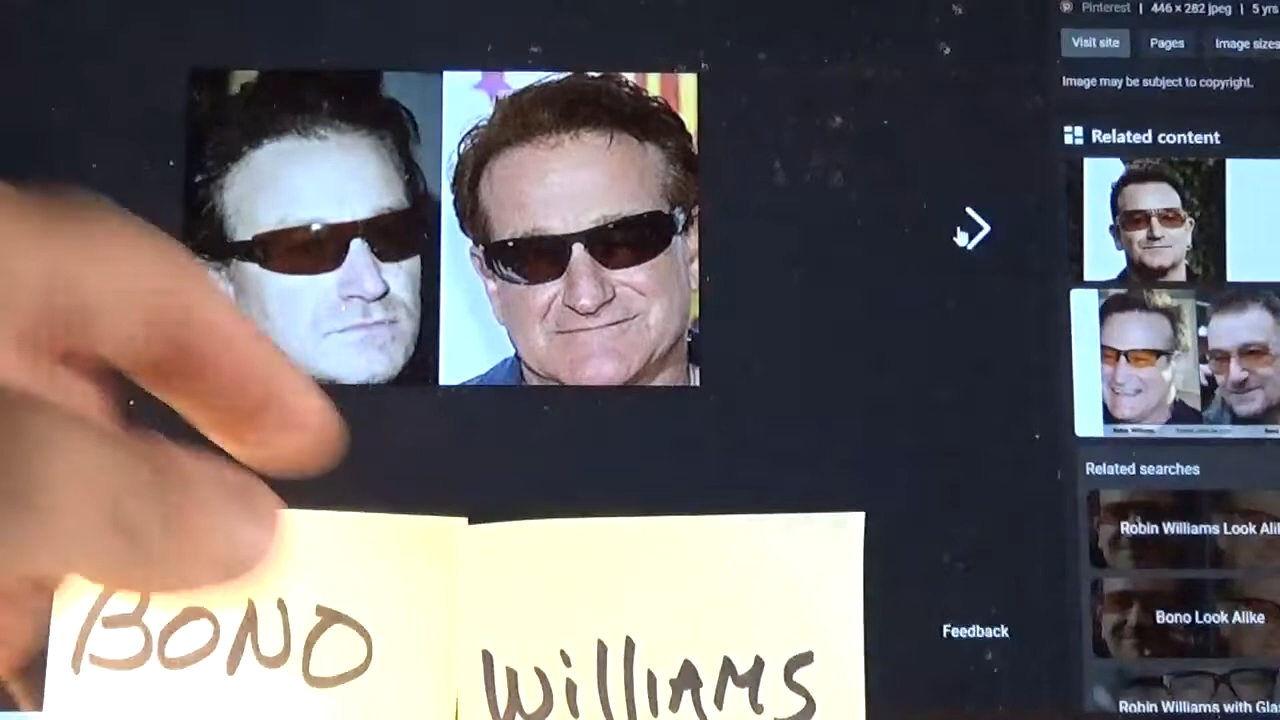 Pinterest | 446 × 282 jpeg | 5 yrs
Visit site
Pages
Image sizes
Image may be subject to copyright.
Related content
Related searches
Robin Williams Look Ali
Bono Look Alike
Feedback
Robin Williams with Gla
BONO
WilliAMS